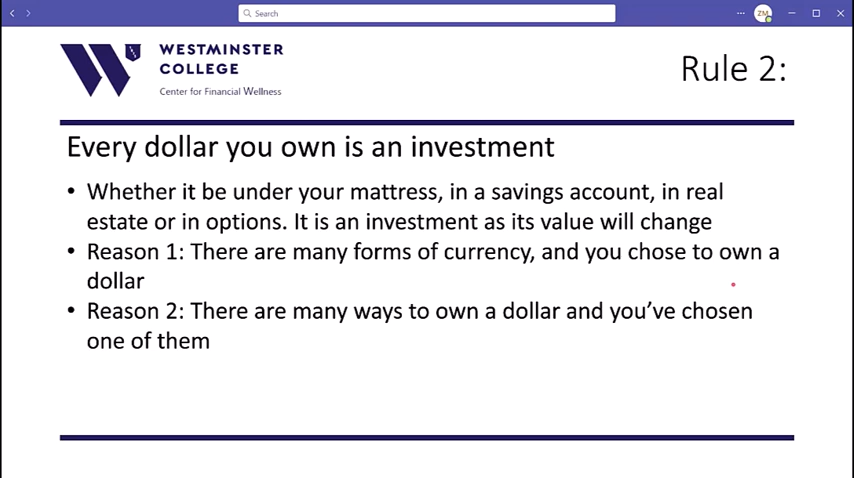 Search
ZM
WESTMINSTER
COLLEGE
Center for Financial Wellness
Rule 2:
Every dollar you own is an investment
• Whether it be under your mattress, in a savings account, in real
estate or in options. It is an investment as its value will change
• Reason 1: There are many forms of currency, and you chose to own a
dollar
• Reason 2: There are many ways to own a dollar and you’ve chosen
one of them